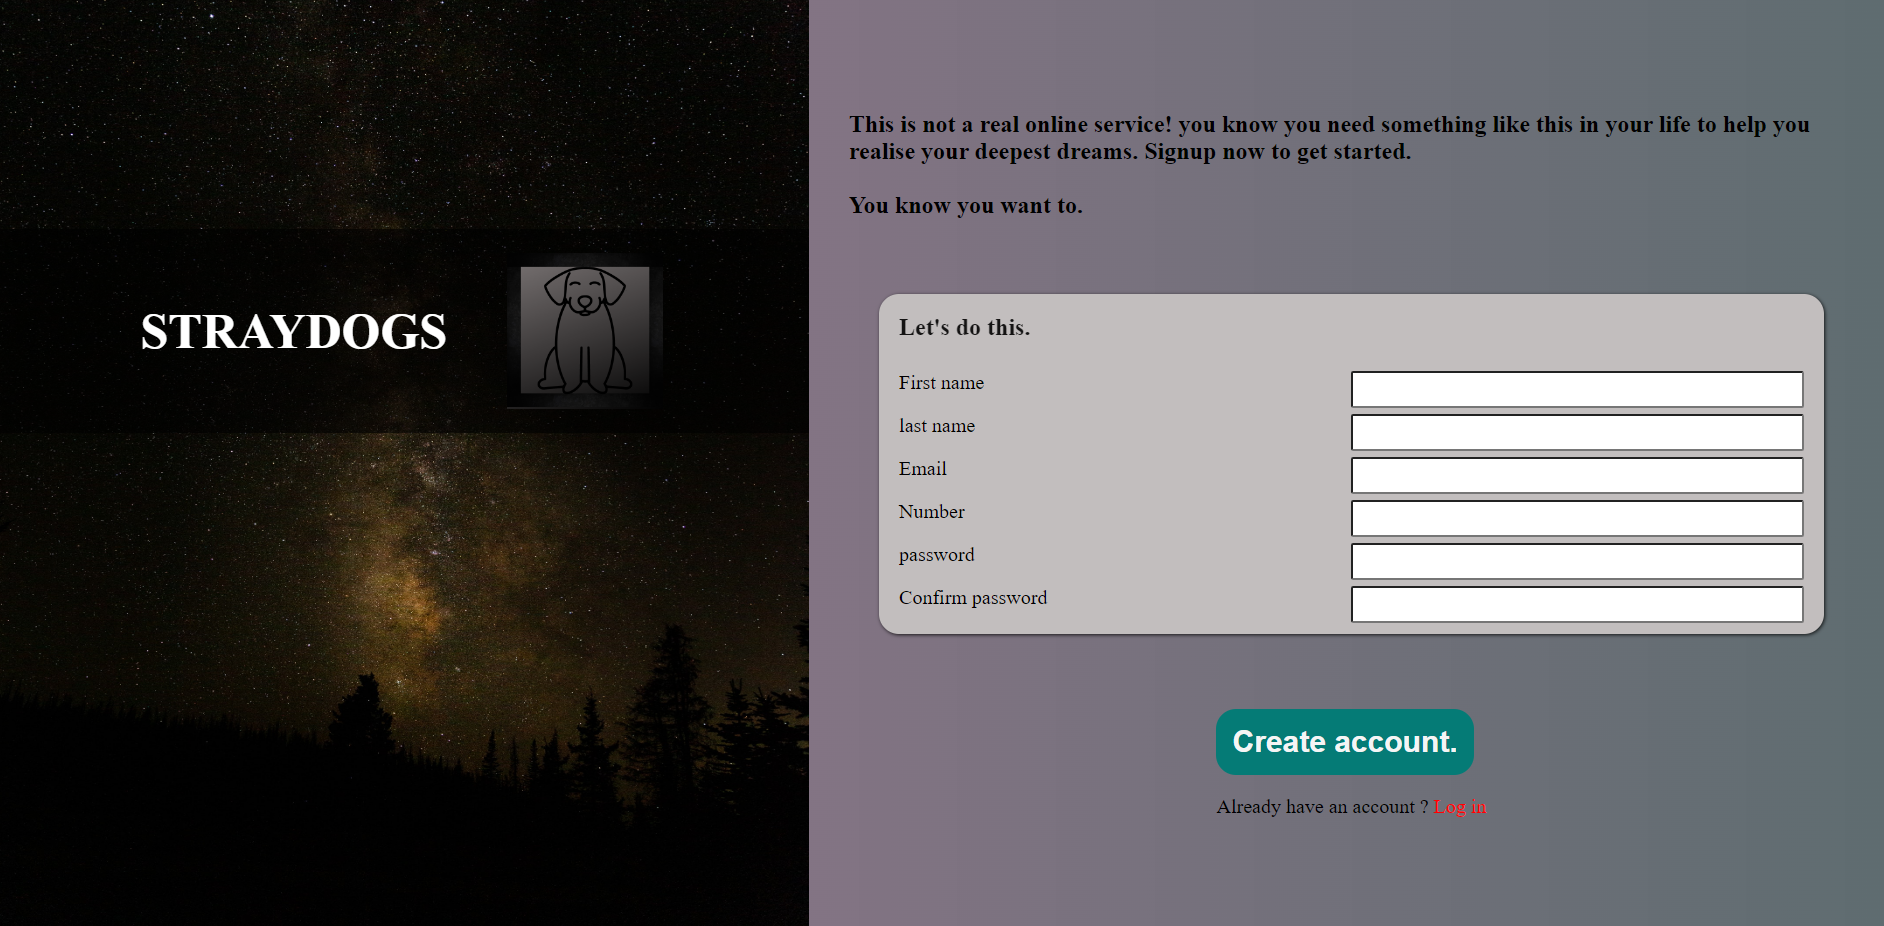 STRAYDOGS
This is not a real online service! you know you need something like this in your life to help you
realise your deepest dreams. Signup now to get started.
You know you want to.
Let's do this.
First name
last name
Email
Number
password
Confirm password
Create account.
Already have an account ? Log in